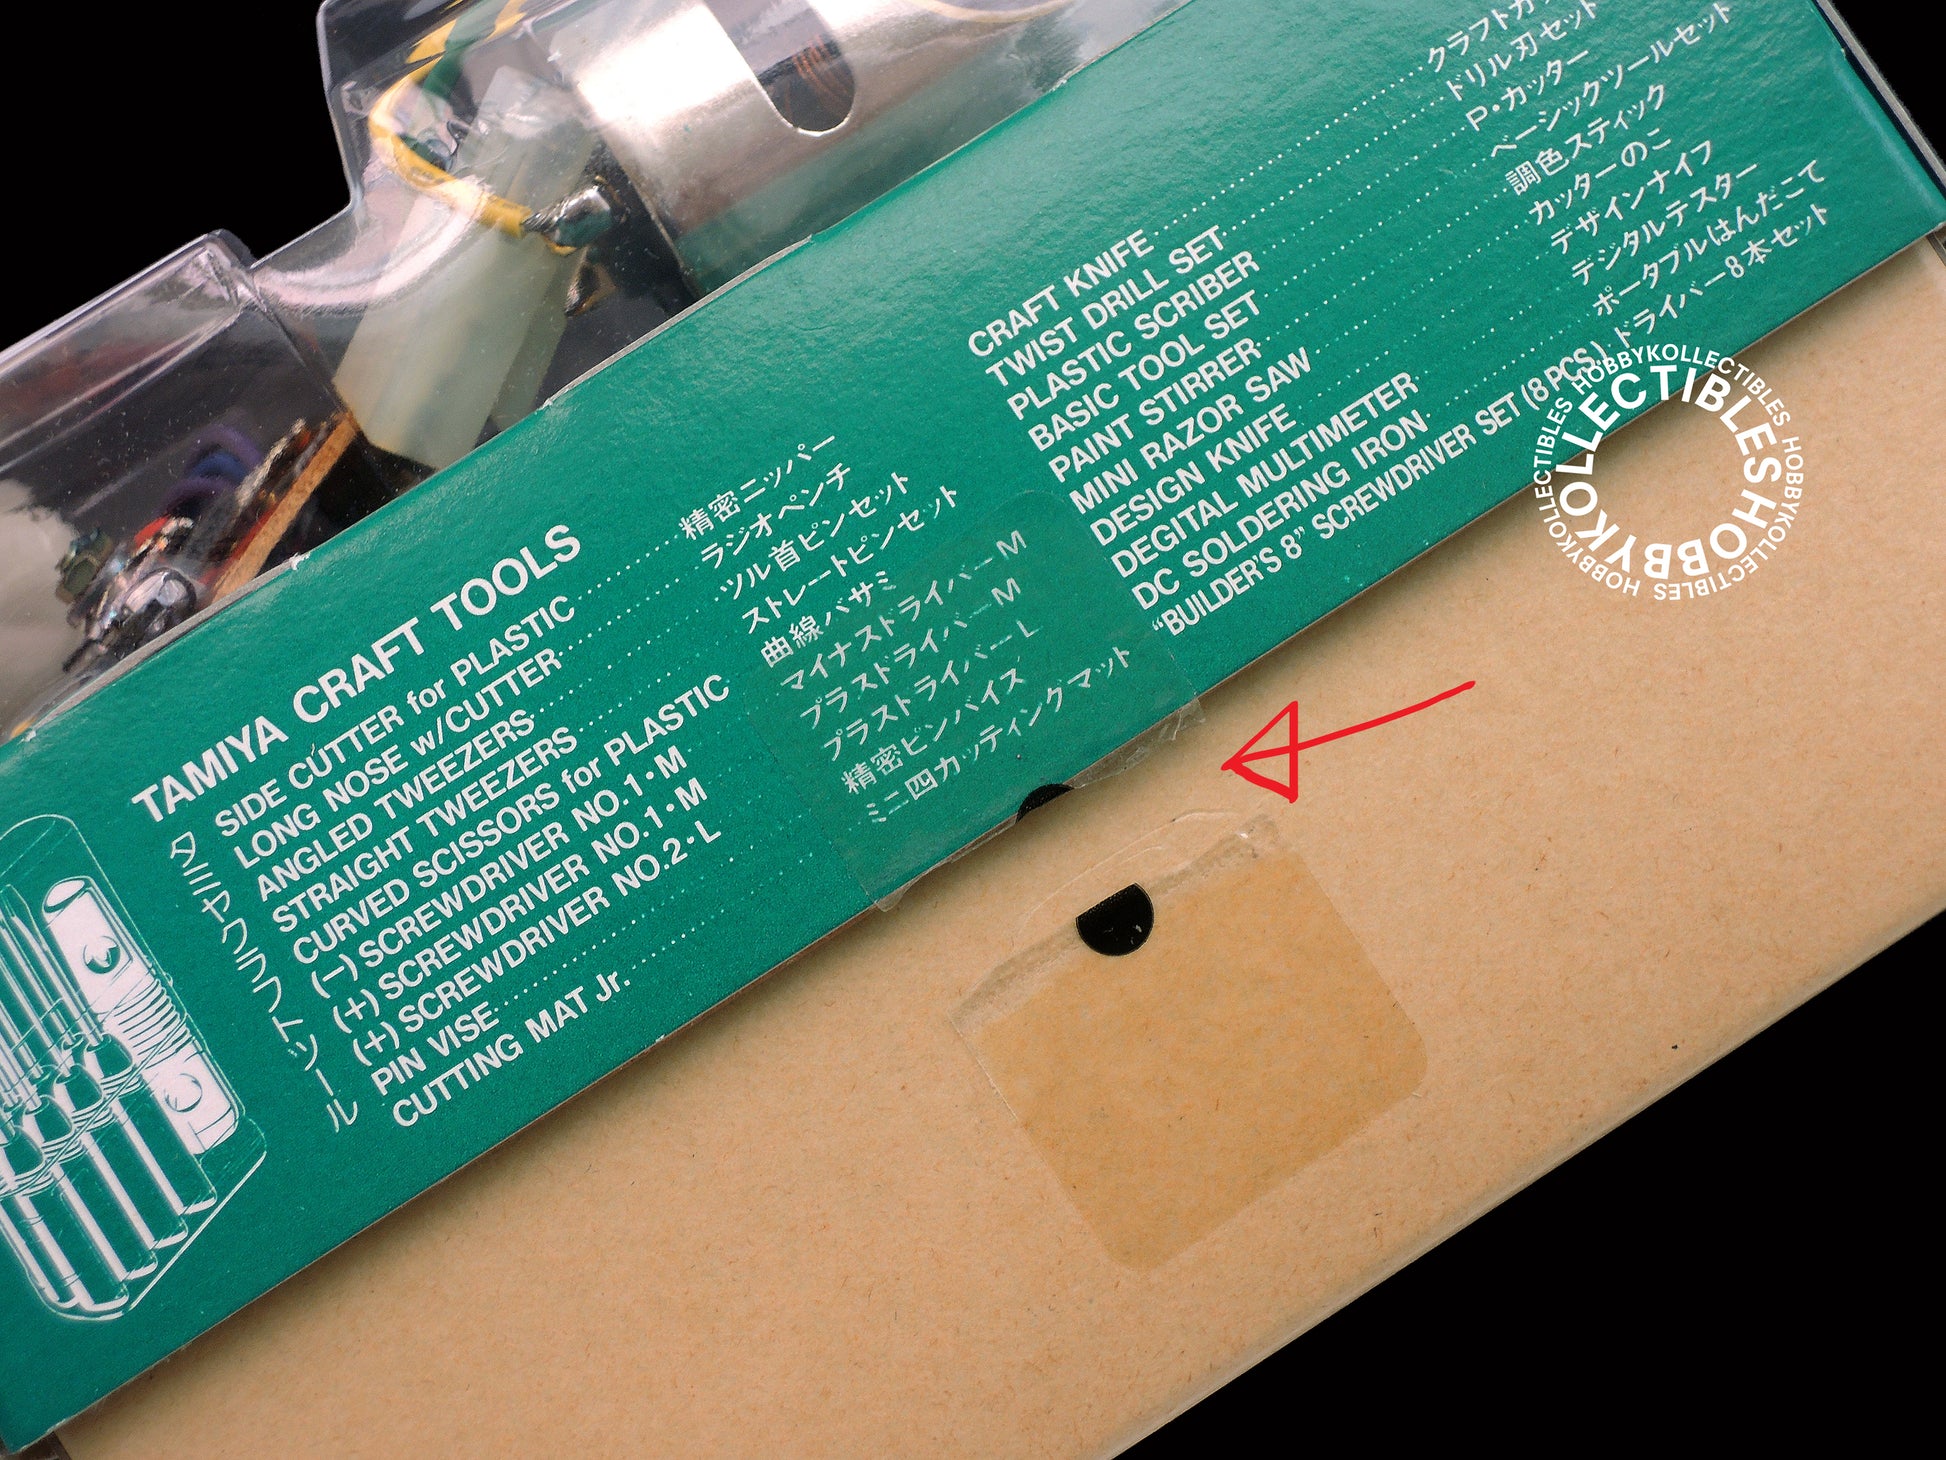 TAMIYA CRAFT TOOLS
タミヤクラフトツール
SIDE CUTTER for PLASTIC 精密ニッパー
LONG NOSE w/CUTTER ラジオペンチ
ANGLED TWEEZERS ツル首ピンセット
STRAIGHT TWEEZERS ストレートピンセット
CURVED SCISSORS for PLASTIC 曲線バサミ
(−) SCREWDRIVER NO.1・M マイナスドライバーM
(+) SCREWDRIVER NO.1・M プラスドライバーM
(+) SCREWDRIVER NO.2・L プラスドライバーL
PIN VISE 精密ピンバイス
CUTTING MAT Jr. ミニ四カッティングマット
CRAFT KNIFE クラフトカッ
TWIST DRILL SET ドリル刃セット
PLASTIC SCRIBER P・カッター
BASIC TOOL SET ベーシックツールセット
PAINT STIRRER 調色スティック
MINI RAZOR SAW カッターのこ
DESIGN KNIFE デザインナイフ
DEGITAL MULTIMETER デジタルテスター
DC SOLDERING IRON ポータブルはんだこて
“BUILDER'S 8” SCREWDRIVER SET (8 PCS.) ドライバー8本セット
HOBBYKOLLECTIBLES HOBBYKOLLECTIBLES HOBBYKOLLECTIBLES HOBBYKOLLECTIBLES
HOBBYKOLLECTIBLES